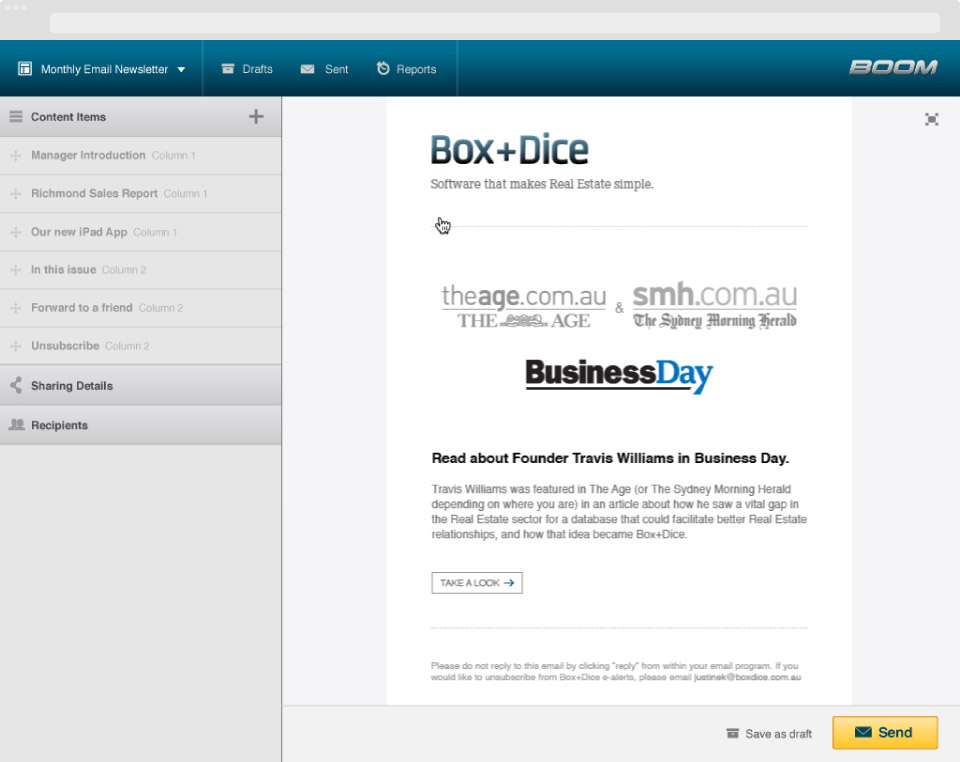 Monthly Email Newsletter
Drafts
Sent
Reports
BOOM
Content Items
Manager Introduction Column 1
Richmond Sales Report Column 1
Our new iPad App Column 1
In this issue Column 2
Forward to a friend Column 2
Unsubscribe Column 2
Sharing Details
Recipients
Box+Dice
Software that makes Real Estate simple.
theage.com.au & smh.com.au
THE AGE The Sydney Morning Herald
BusinessDay
Read about Founder Travis Williams in Business Day.
Travis Williams was featured in The Age (or The Sydney Morning Herald
depending on where you are) in an article about how he saw a vital gap in
the Real Estate sector for a database that could facilitate better Real Estate
relationships, and how that idea became Box+Dice.
TAKE A LOOK
Please do not reply to this email by clicking "reply" from within your email program. If you
would like to unsubscribe from Box+Dice e-alerts, please email justinek@boxdice.com.au
Save as draft
Send